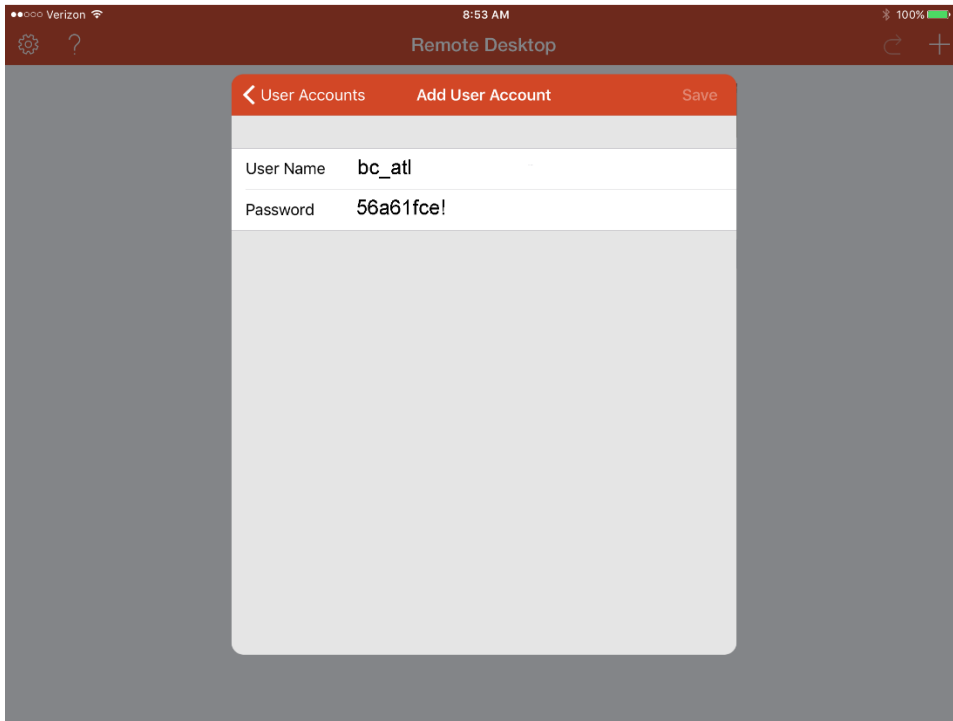 Verizon 8:53 AM 100%
? Remote Desktop
User Accounts Add User Account Save
User Name bc_atl
Password 56a61fce!